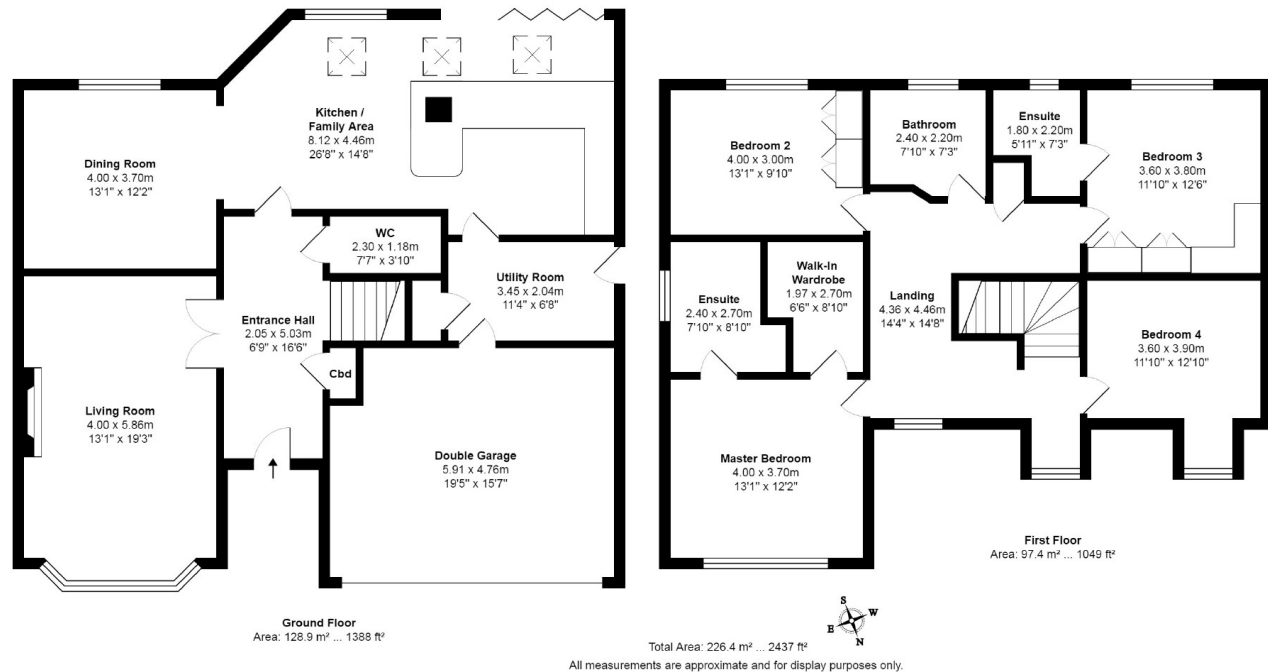 Kitchen /
Family Area
8.12 x 4.46m
26'8" x 14'8"
Dining Room
4.00 x 3.70m
13'1" x 12'2"
WC
2.30 x 1.18m
7'7" x 3'10"
Utility Room
3.45 x 2.04m
11'4" x 6'8"
Entrance Hall
2.05 x 5.03m
6'9" x 16'6"
Cbd
Living Room
4.00 x 5.86m
13'1" x 19'3"
Double Garage
5.91 x 4.76m
19'5" x 15'7"
Ground Floor
Area: 128.9 m² ... 1388 ft²
Bedroom 2
4.00 x 3.00m
13'1" x 9'10"
Bathroom
2.40 x 2.20m
7'10" x 7'3"
Ensuite
1.80 x 2.20m
5'11" x 7'3"
Bedroom 3
3.60 x 3.80m
11'10" x 12'6"
Ensuite
2.40 x 2.70m
7'10" x 8'10"
Walk-In
Wardrobe
1.97 x 2.70m
6'6" x 8'10"
Landing
4.36 x 4.46m
14'4" x 14'8"
Bedroom 4
3.60 x 3.90m
11'10" x 12'10"
Master Bedroom
4.00 x 3.70m
13'1" x 12'2"
First Floor
Area: 97.4 m² ... 1049 ft²
S
W
E
N
Total Area: 226.4 m² ... 2437 ft²
All measurements are approximate and for display purposes only.